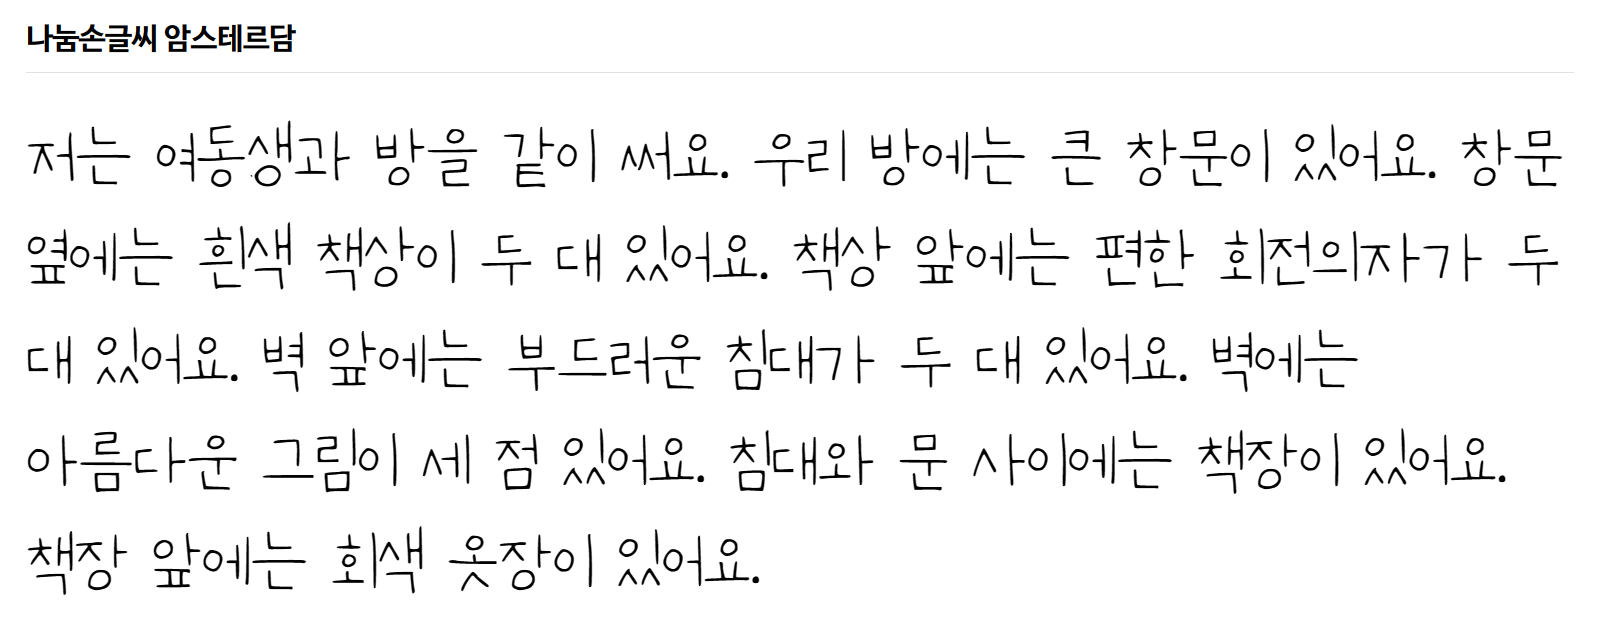 나눔손글씨 암스테르담
저는 여동생과 방을 같이 써요. 우리 방에는 큰 창문이 있어요. 창문
옆에는 흰색 책상이 두 대 있어요. 책상 앞에는 편한 회전의자가 두
대 있어요. 벽 앞에는 부드러운 침대가 두 대 있어요. 벽에는
아름다운 그림이 세 점 있어요. 침대와 문 사이에는 책장이 있어요.
책장 앞에는 회색 옷장이 있어요.